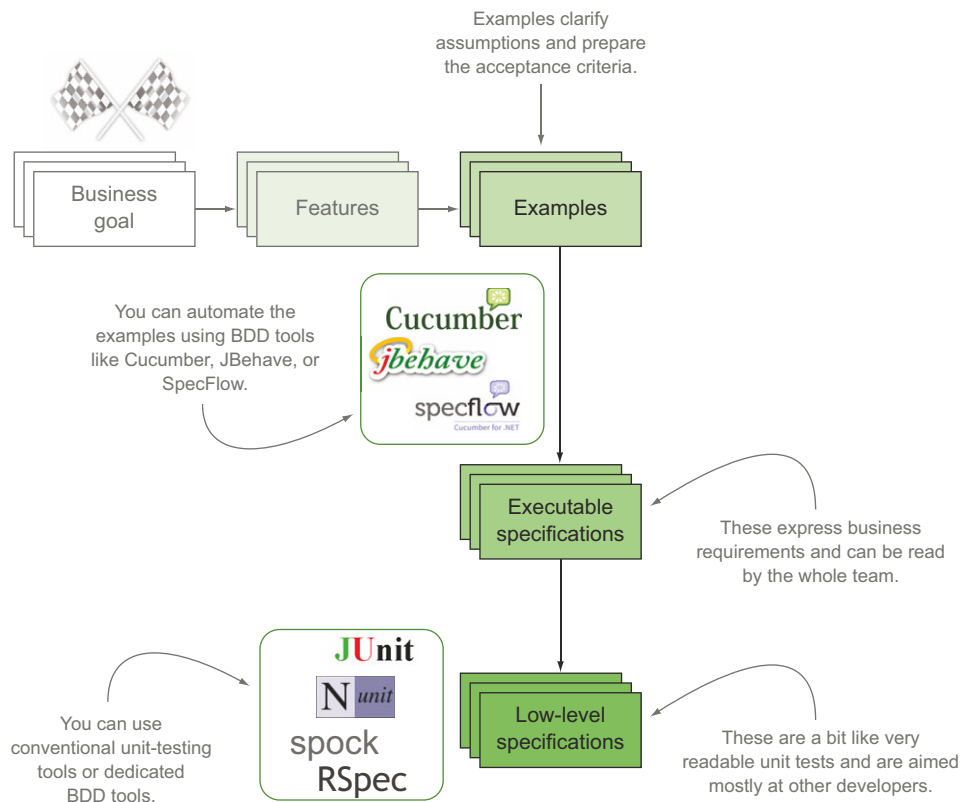 Examples clarify
assumptions and prepare
the acceptance criteria.
Business
goal
Features
Examples
You can automate the
examples using BDD tools
like Cucumber, JBehave, or
SpecFlow.
Cucumber
jbehave
specflow
Cucumber for .NET
Executable
specifications
These express business
requirements and can be read
by the whole team.
JUnit
N unit
spock
RSpec
You can use
conventional unit-testing
tools or dedicated
BDD tools.
Low-level
specifications
These are a bit like very
readable unit tests and are aimed
mostly at other developers.